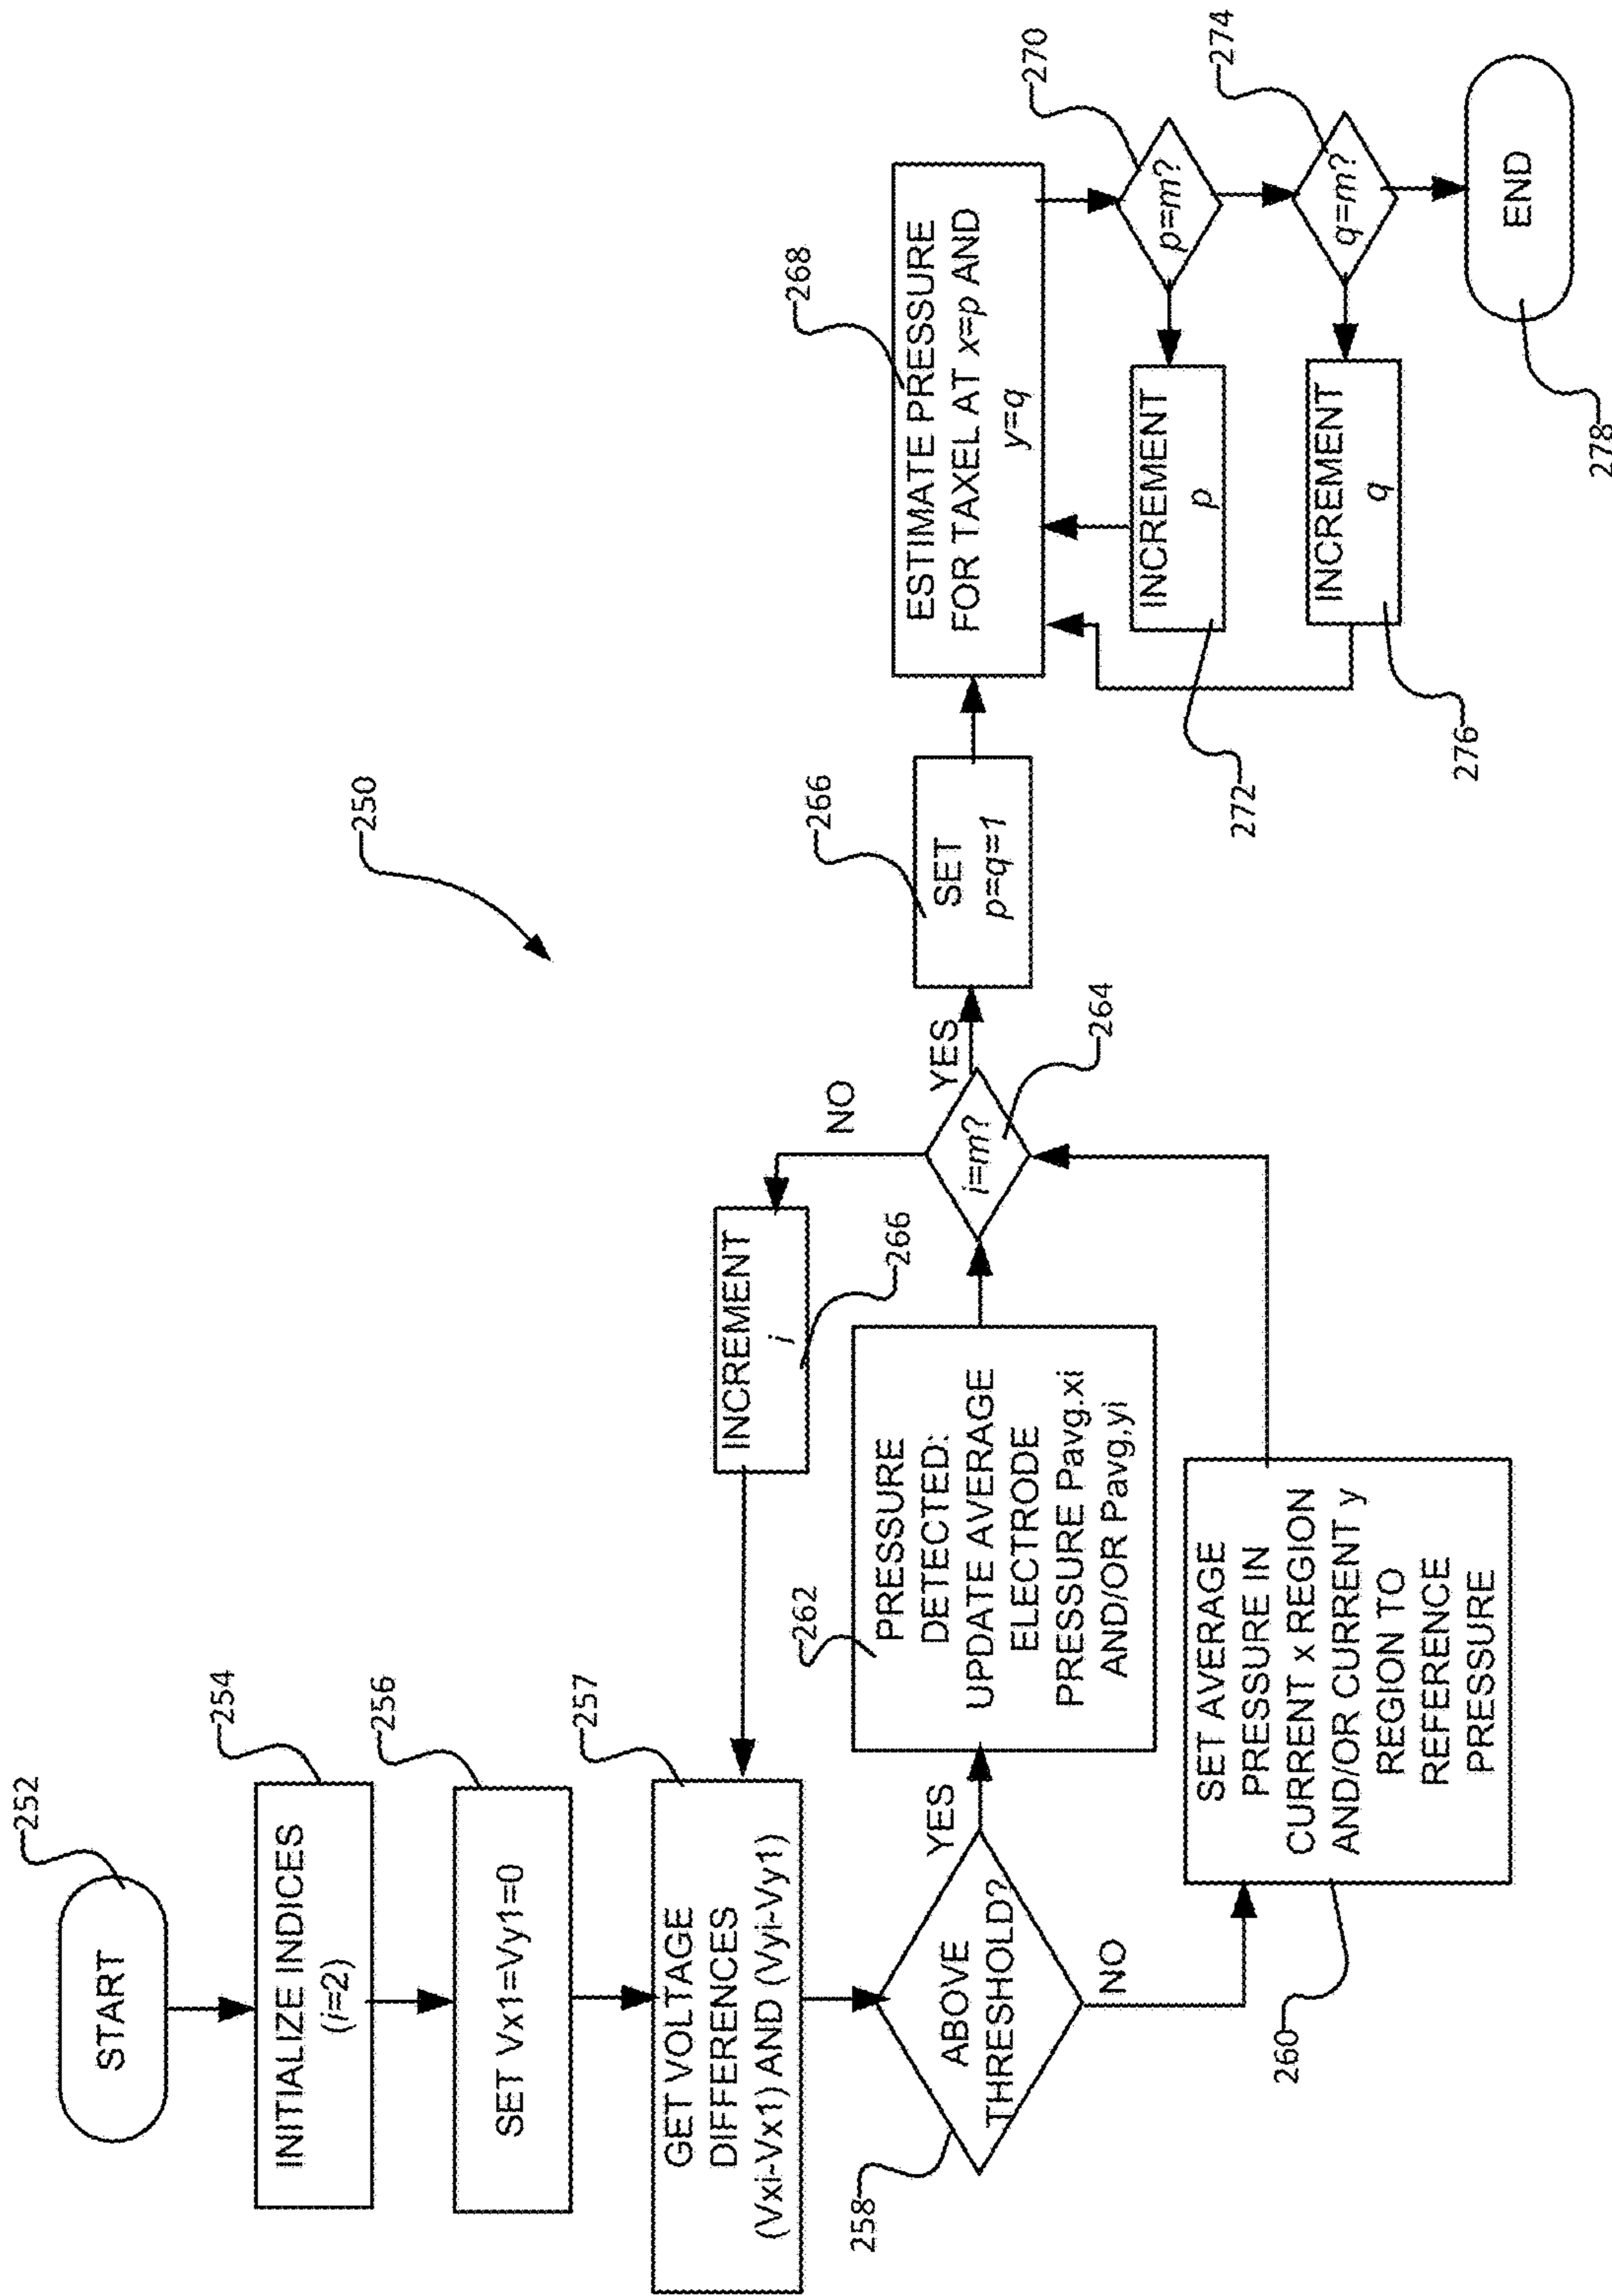 250
252
START
254
INITIALIZE INDICES
(i=2)
256
SET Vx1=Vy1=0
257
GET VOLTAGE
DIFFERENCES
(Vxi-Vx1) AND (Vyi-Vy1)
258
ABOVE
THRESHOLD?
YES
NO
262
PRESSURE
DETECTED:
UPDATE AVERAGE
ELECTRODE
PRESSURE Pavg.xi
AND/OR Pavg,yi
260
SET AVERAGE
PRESSURE IN
CURRENT x REGION
AND/OR CURRENT y
REGION TO
REFERENCE
PRESSURE
INCREMENT
i
266
i=m?
264
NO
YES
266
SET
p=q=1
268
ESTIMATE PRESSURE
FOR TAXEL AT x=p AND
y=q
270
p=m?
INCREMENT
p
272
274
q=m?
INCREMENT
q
276
END
278